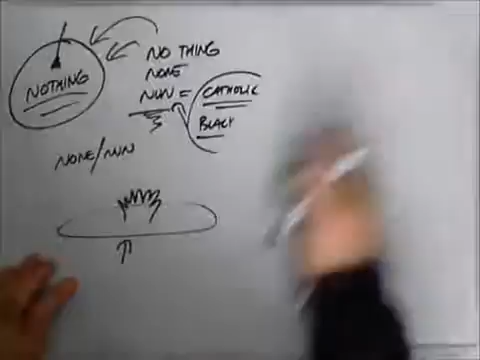 NOTHING
NO THING
NONE
NUN = CATHOLIC
BLACK
NONE/NUN